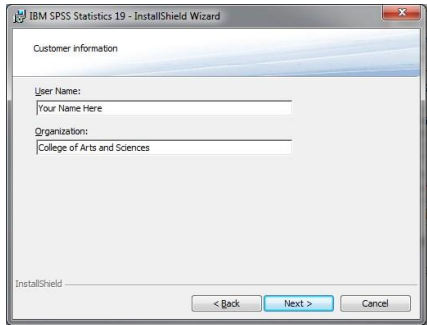 IBM SPSS Statistics 19 - InstallShield Wizard
Customer information
User Name:
Your Name Here
Organization:
College of Arts and Sciences
InstallShield
< Back
Next >
Cancel